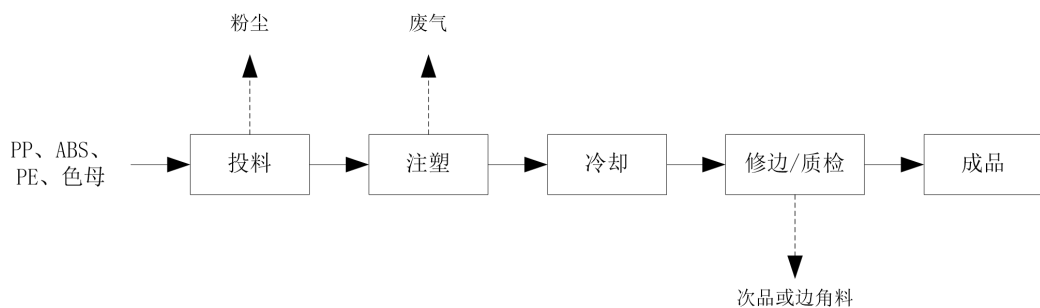 粉尘
废气
PP、ABS、
PE、色母
投料
注塑
冷却
修边/质检
成品
次品或边角料